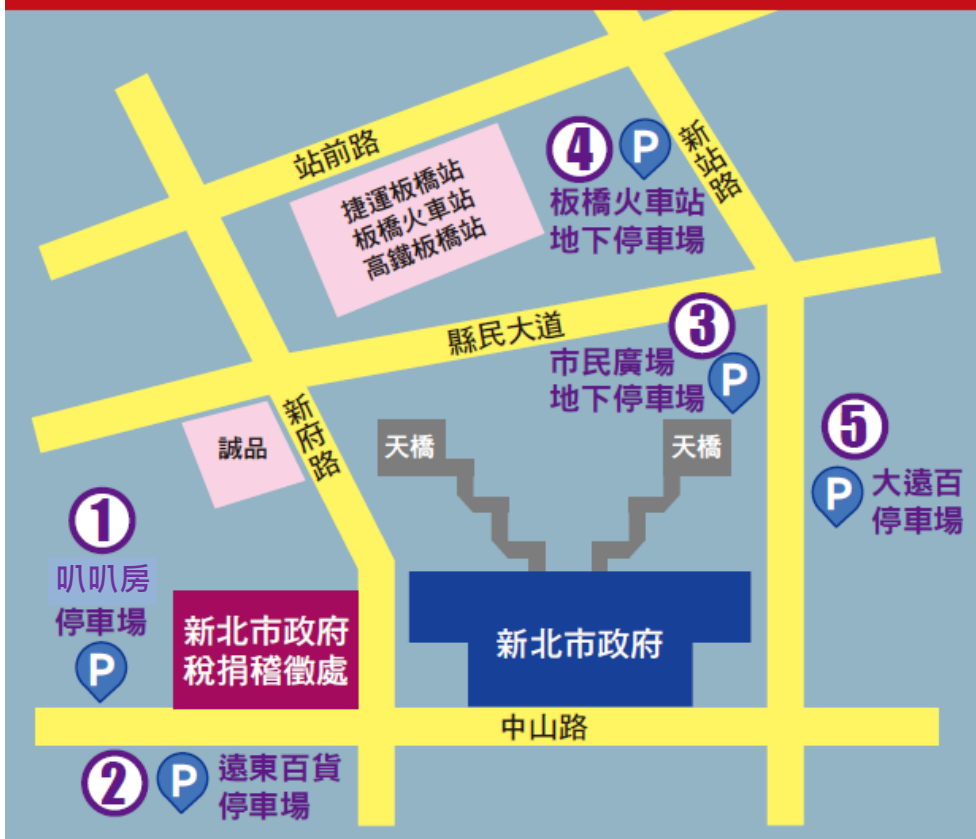 站前路
新站路
捷運板橋站
板橋火車站
高鐵板橋站
4
P
板橋火車站
地下停車場
縣民大道
3
市民廣場
地下停車場
P
新府路
誠品
天橋
天橋
5
P
大遠百
停車場
1
叭叭房
停車場
P
新北市政府
稅捐稽徵處
新北市政府
中山路
2
P
遠東百貨
停車場